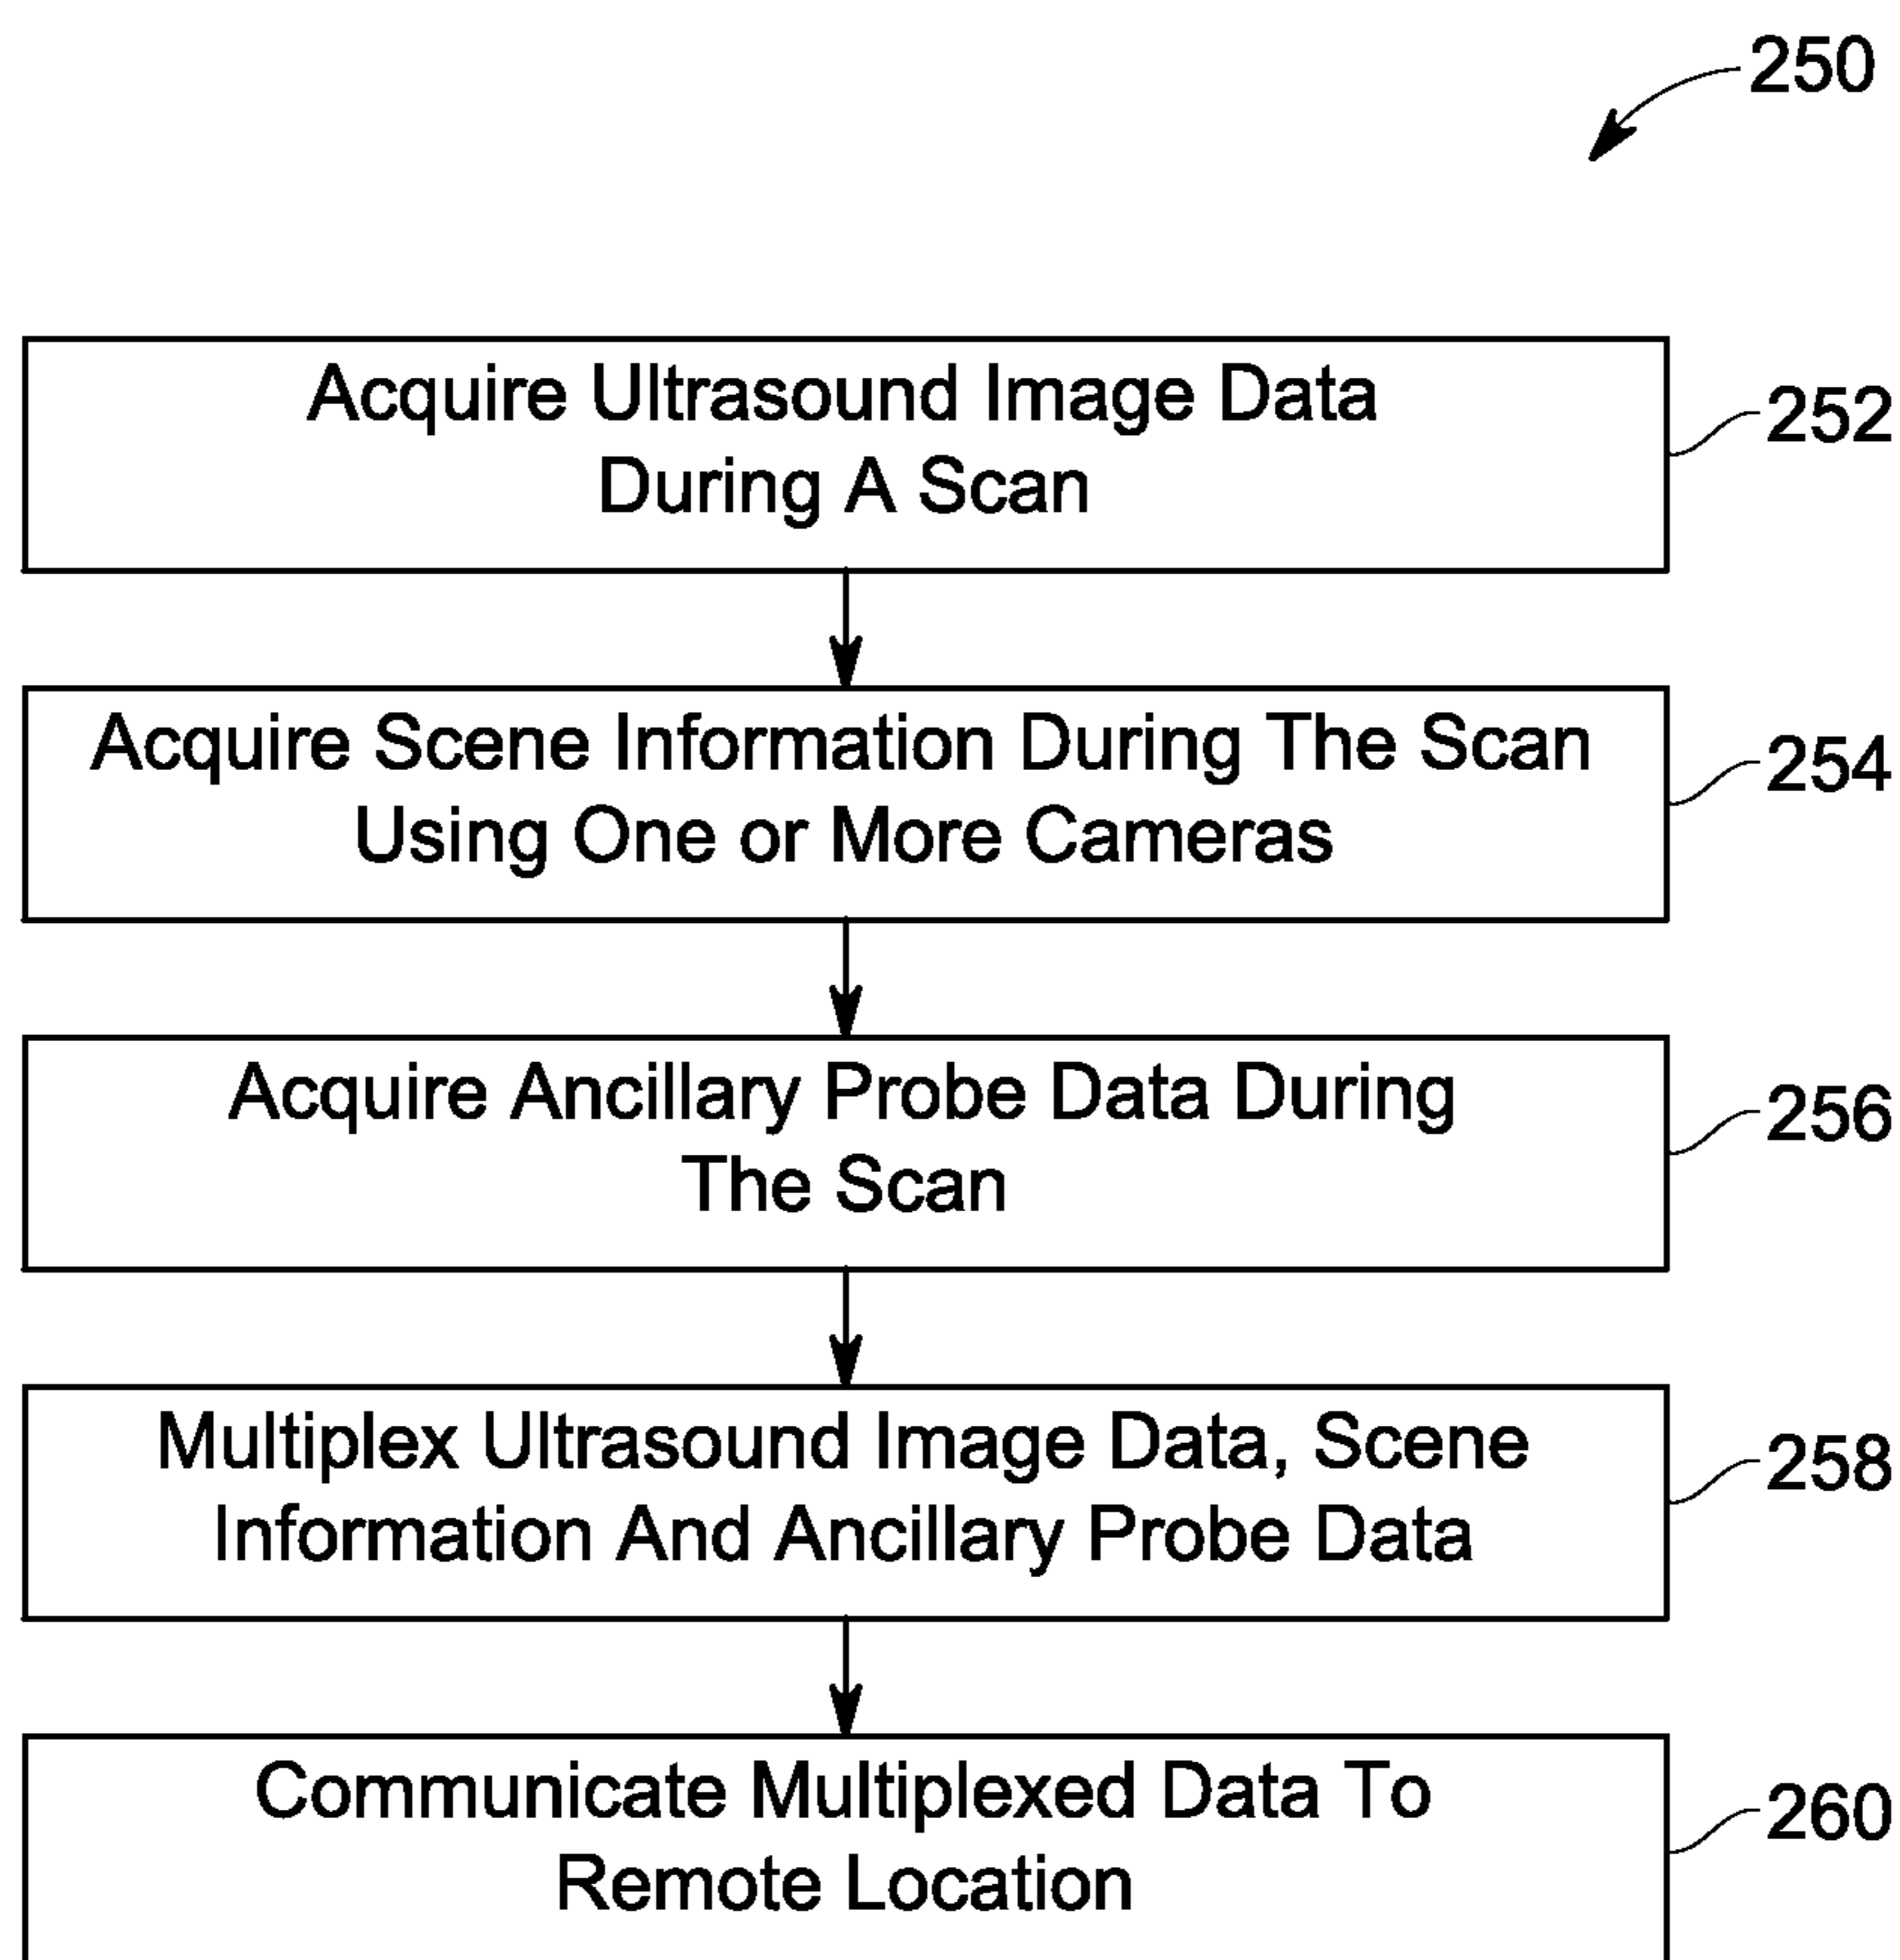 250
Acquire Ultrasound Image Data
During A Scan
252
Acquire Scene Information During The Scan
Using One or More Cameras
254
Acquire Ancillary Probe Data During
The Scan
256
Multiplex Ultrasound Image Data, Scene
Information And Ancillary Probe Data
258
Communicate Multiplexed Data To
Remote Location
260